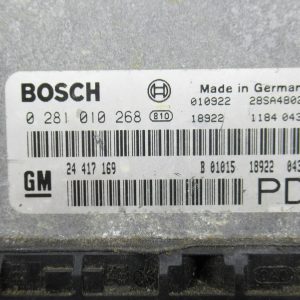 BOSCH Made in German
010922 28SA4802
0 281 010 268 810 18922 1184 043
GM 24 417 169 B 01015 18922 043
PD